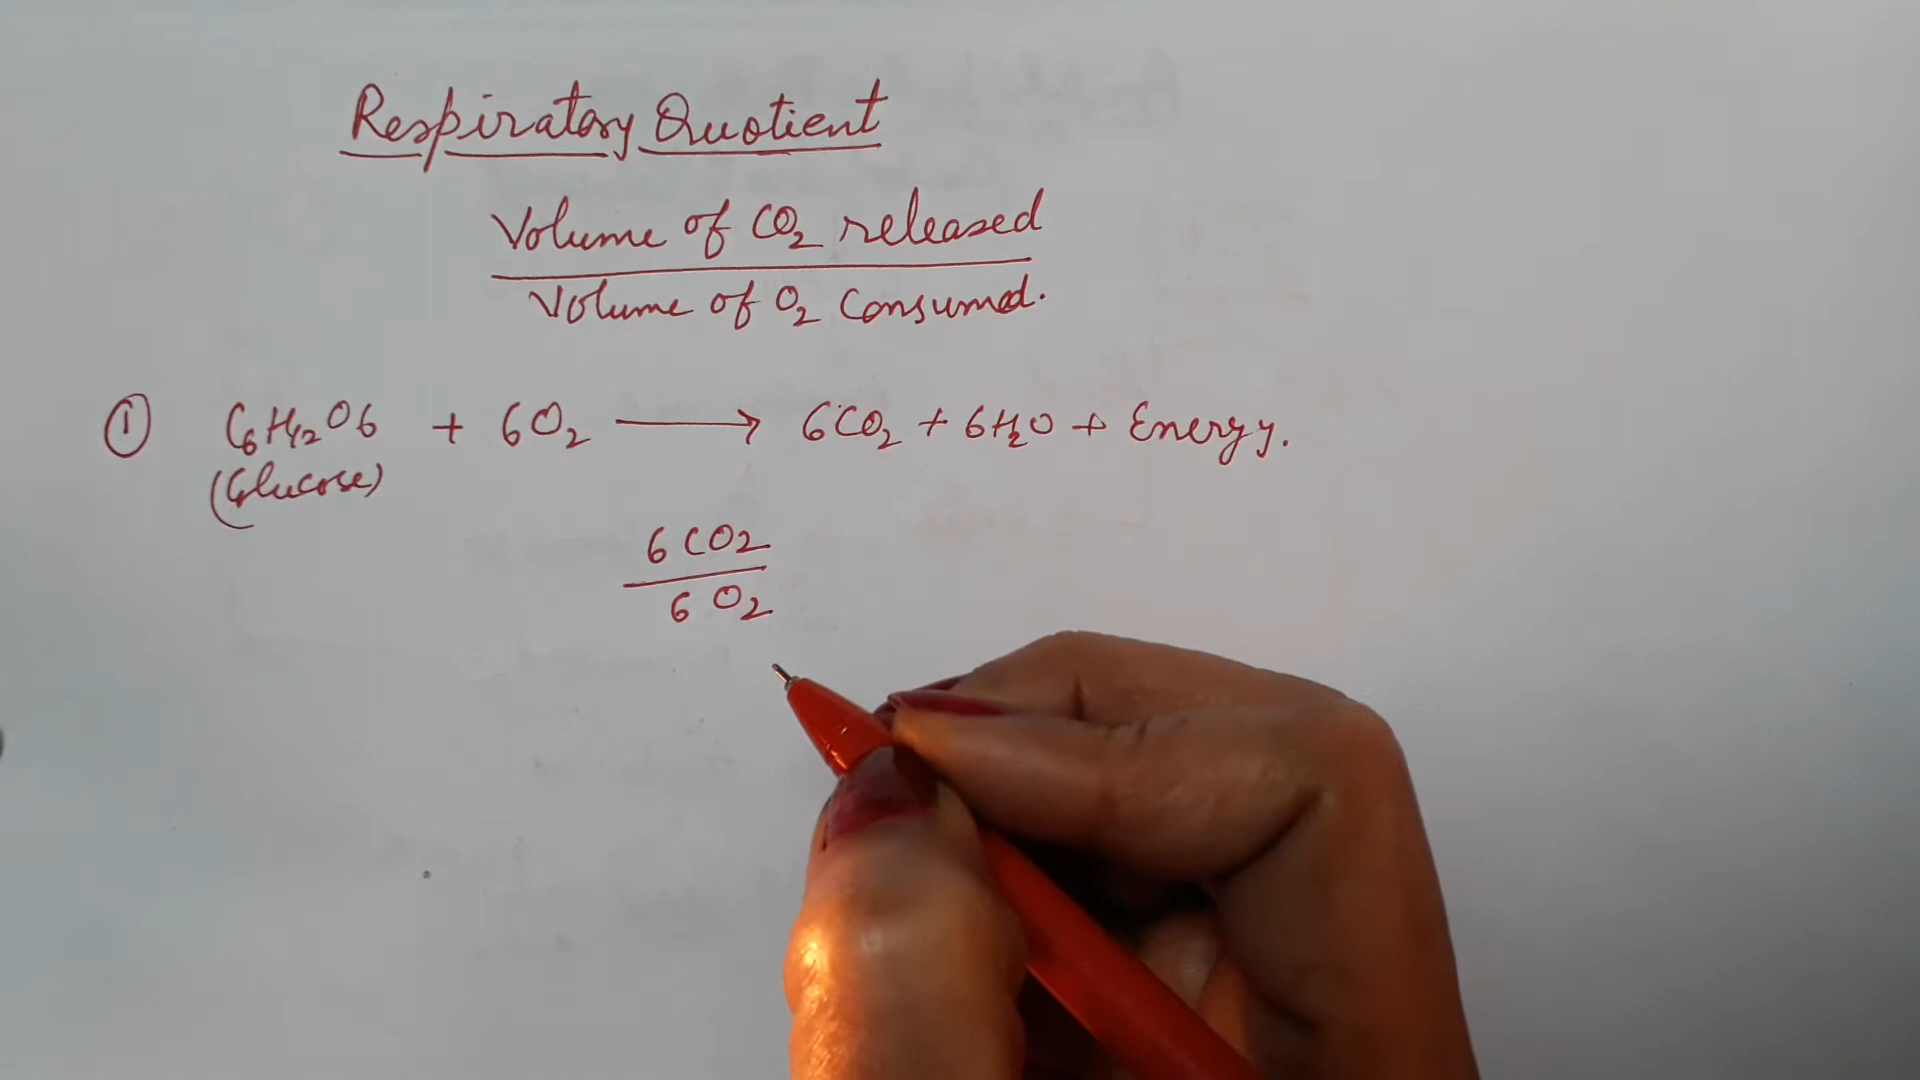 Respiratory Quotient
Volume of CO2 released
Volume of O2 Consumed.
① C6H12O6 + 6O2 ⟶ 6CO2 + 6H2O + Energy.
(Glucose)
6 CO2
6 O2